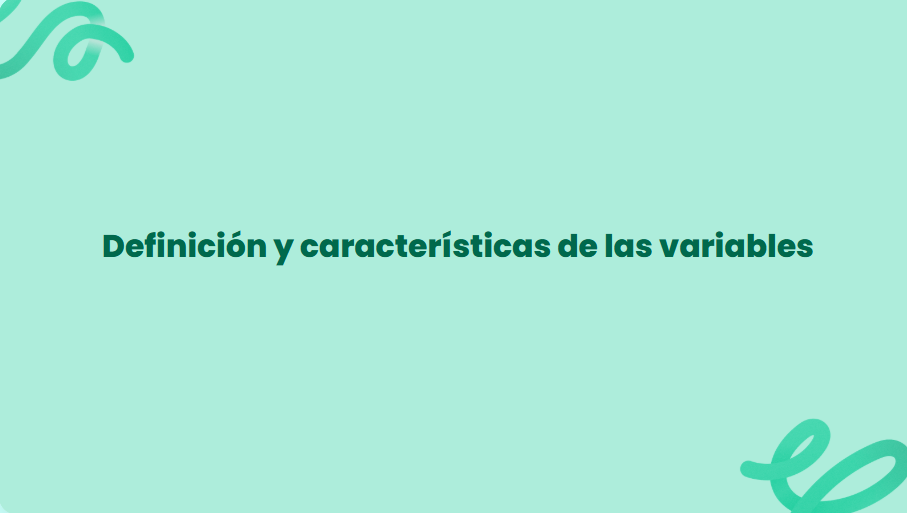 Definición y características de las variables